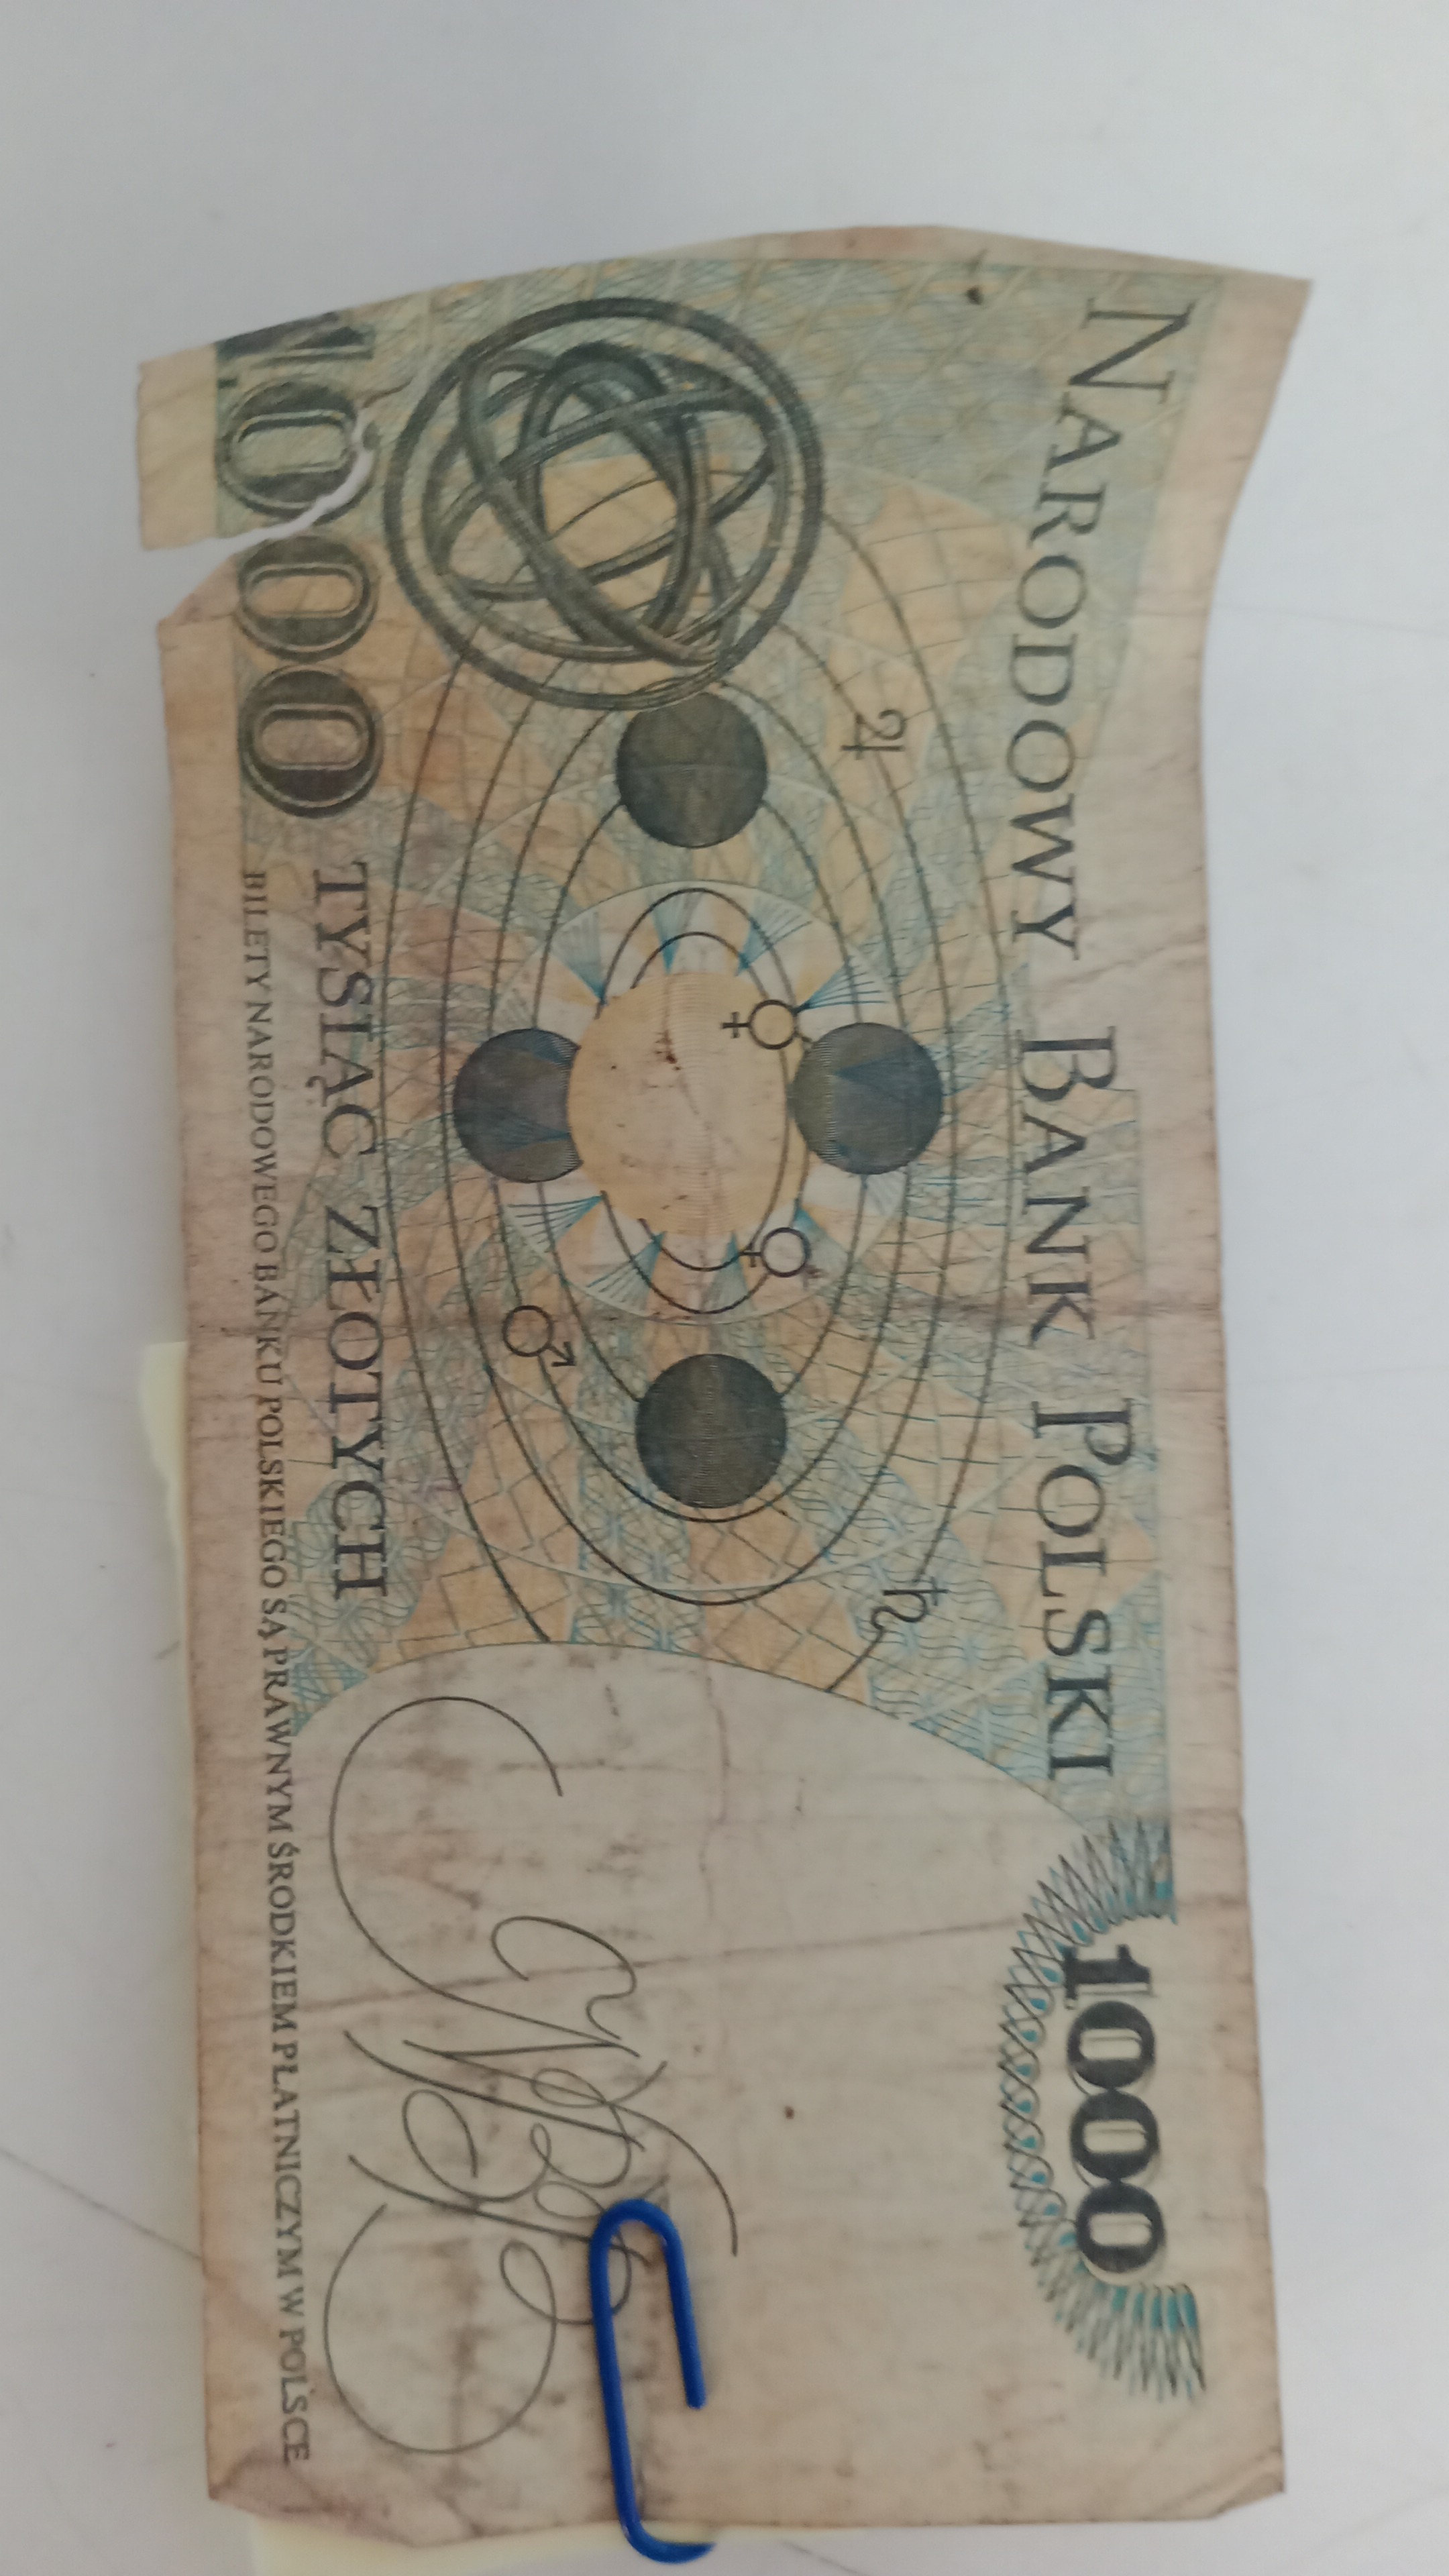 NARODOWY BANK POLSKI
1000
1000
TYSIĄC ZŁOTYCH
BILETY NARODOWEGO BANKU POLSKIEGO SĄ PRAWNYM ŚRODKIEM PŁATNICZYM W POLSCE